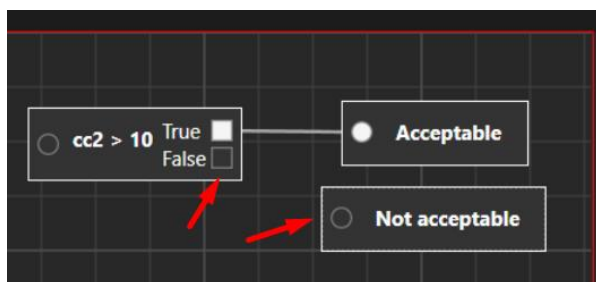 cc2 > 10
True
False
Acceptable
Not acceptable